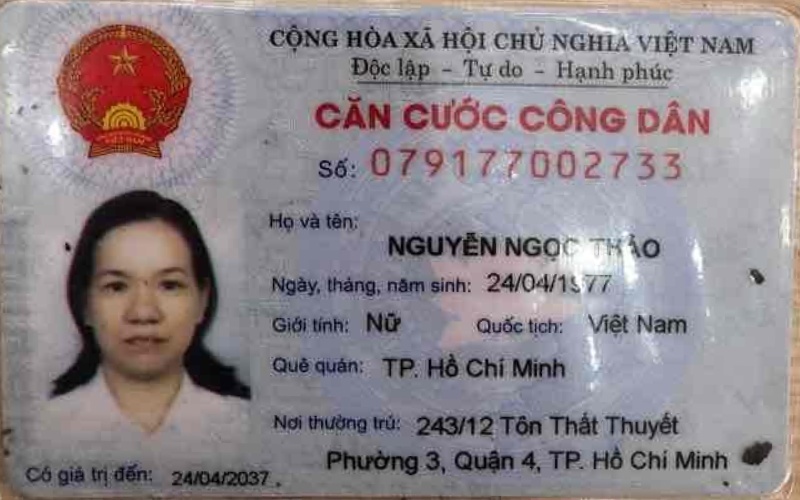 CỘNG HÒA XÃ HỘI CHỦ NGHĨA VIỆT NAM
Độc lập - Tự do - Hạnh phúc
CĂN CƯỚC CÔNG DÂN
Số: 079177002733
Họ và tên:
NGUYỄN NGỌC THẢO
Ngày, tháng, năm sinh: 24/04/1977
Giới tính: Nữ Quốc tịch: Việt Nam
Quê quán: TP. Hồ Chí Minh
Nơi thường trú: 243/12 Tôn Thất Thuyết
Phường 3, Quận 4, TP. Hồ Chí Minh
Có giá trị đến: 24/04/2037